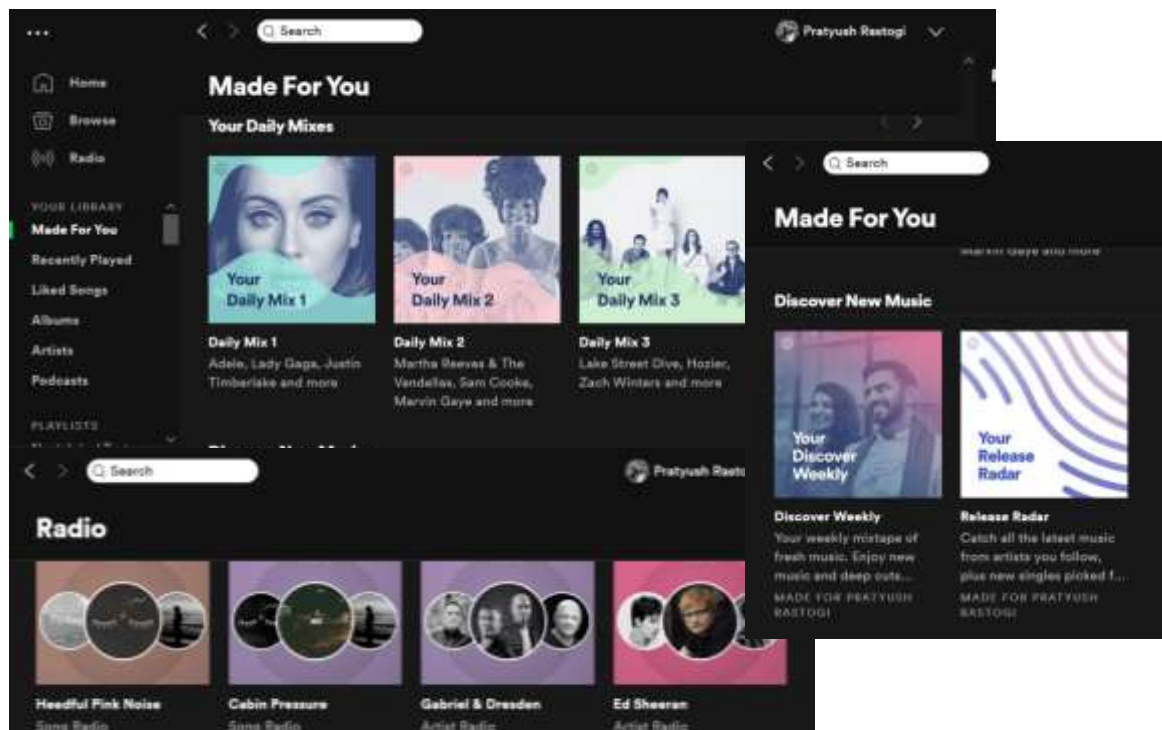 Search
Pratyush Rastogi
Home
Browse
Radio
YOUR LIBRARY
Made For You
Recently Played
Liked Songs
Albums
Artists
Podcasts
PLAYLISTS
Made For You
Your Daily Mixes
Your
Daily Mix 1
Your
Daily Mix 2
Your
Daily Mix 3
Daily Mix 1
Adele, Lady Gaga, Justin
Timberlake and more
Daily Mix 2
Martha Reeves & The
Vandellas, Sam Cooke,
Marvin Gaye and more
Daily Mix 3
Lake Street Dive, Hozier,
Zach Winters and more
Search
Made For You
Marvin Gaye and more
Discover New Music
Your
Discover
Weekly
Your
Release
Radar
Discover Weekly
Your weekly mixtape of
fresh music. Enjoy new
music and deep cuts...
MADE FOR PRATYUSH
RASTOGI
Release Radar
Catch all the latest music
from artists you follow,
plus new singles picked f...
MADE FOR PRATYUSH
RASTOGI
Search
Pratyush Rasto
Radio
Heedful Pink Noise
Song Radio
Cabin Pressure
Song Radio
Gabriel & Dresden
Artist Radio
Ed Sheeran
Artist Radio